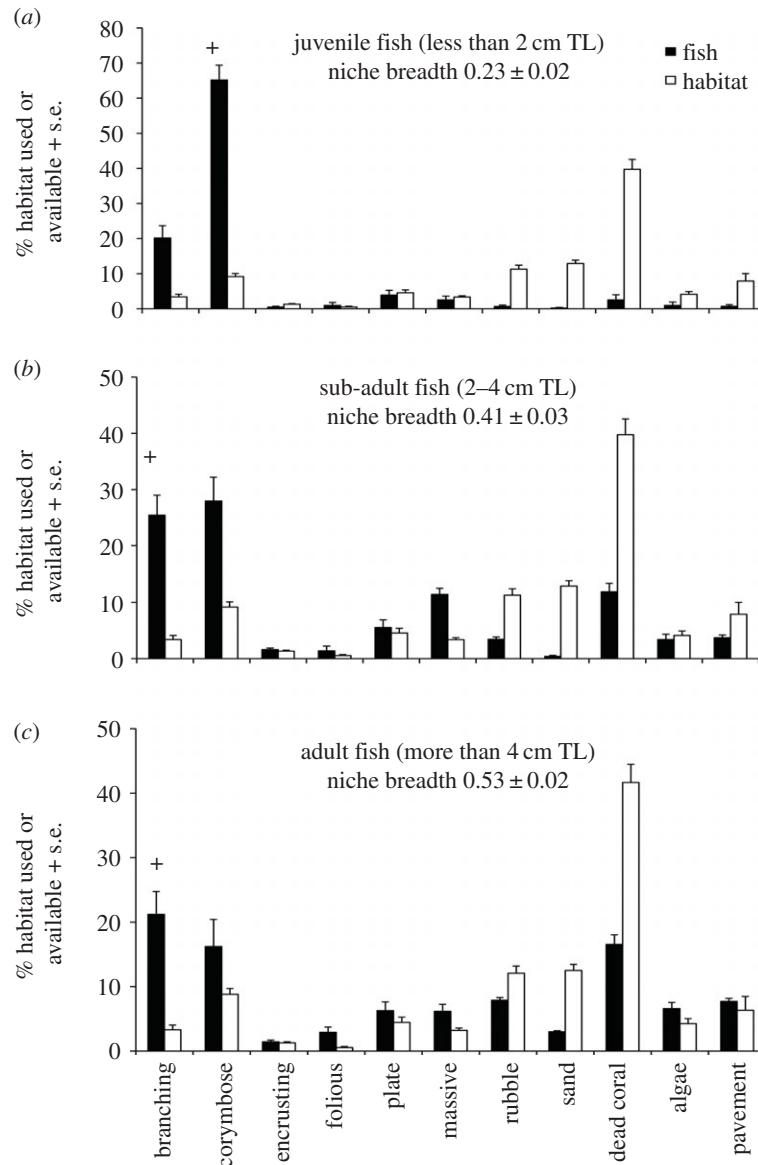 (a)
80
70
60
50
40
30
20
10
0
% habitat used or
available + s.e.
+
juvenile fish (less than 2 cm TL)
niche breadth 0.23 ± 0.02
fish
habitat
(b)
50
40
30
20
10
0
% habitat used or
available + s.e.
+
sub-adult fish (2–4 cm TL)
niche breadth 0.41 ± 0.03
(c)
50
40
30
20
10
0
% habitat used or
available + s.e.
+
adult fish (more than 4 cm TL)
niche breadth 0.53 ± 0.02
branching
corymbose
encrusting
folious
plate
massive
rubble
sand
dead coral
algae
pavement